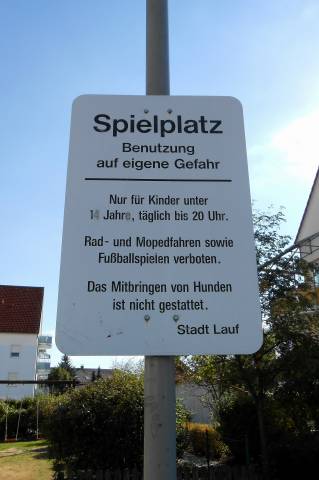 Spielplatz
Benutzung
auf eigene Gefahr
Nur für Kinder unter
14 Jahre, täglich bis 20 Uhr.
Rad- und Mopedfahren sowie
Fußballspielen verboten.
Das Mitbringen von Hunden
ist nicht gestattet.
Stadt Lauf